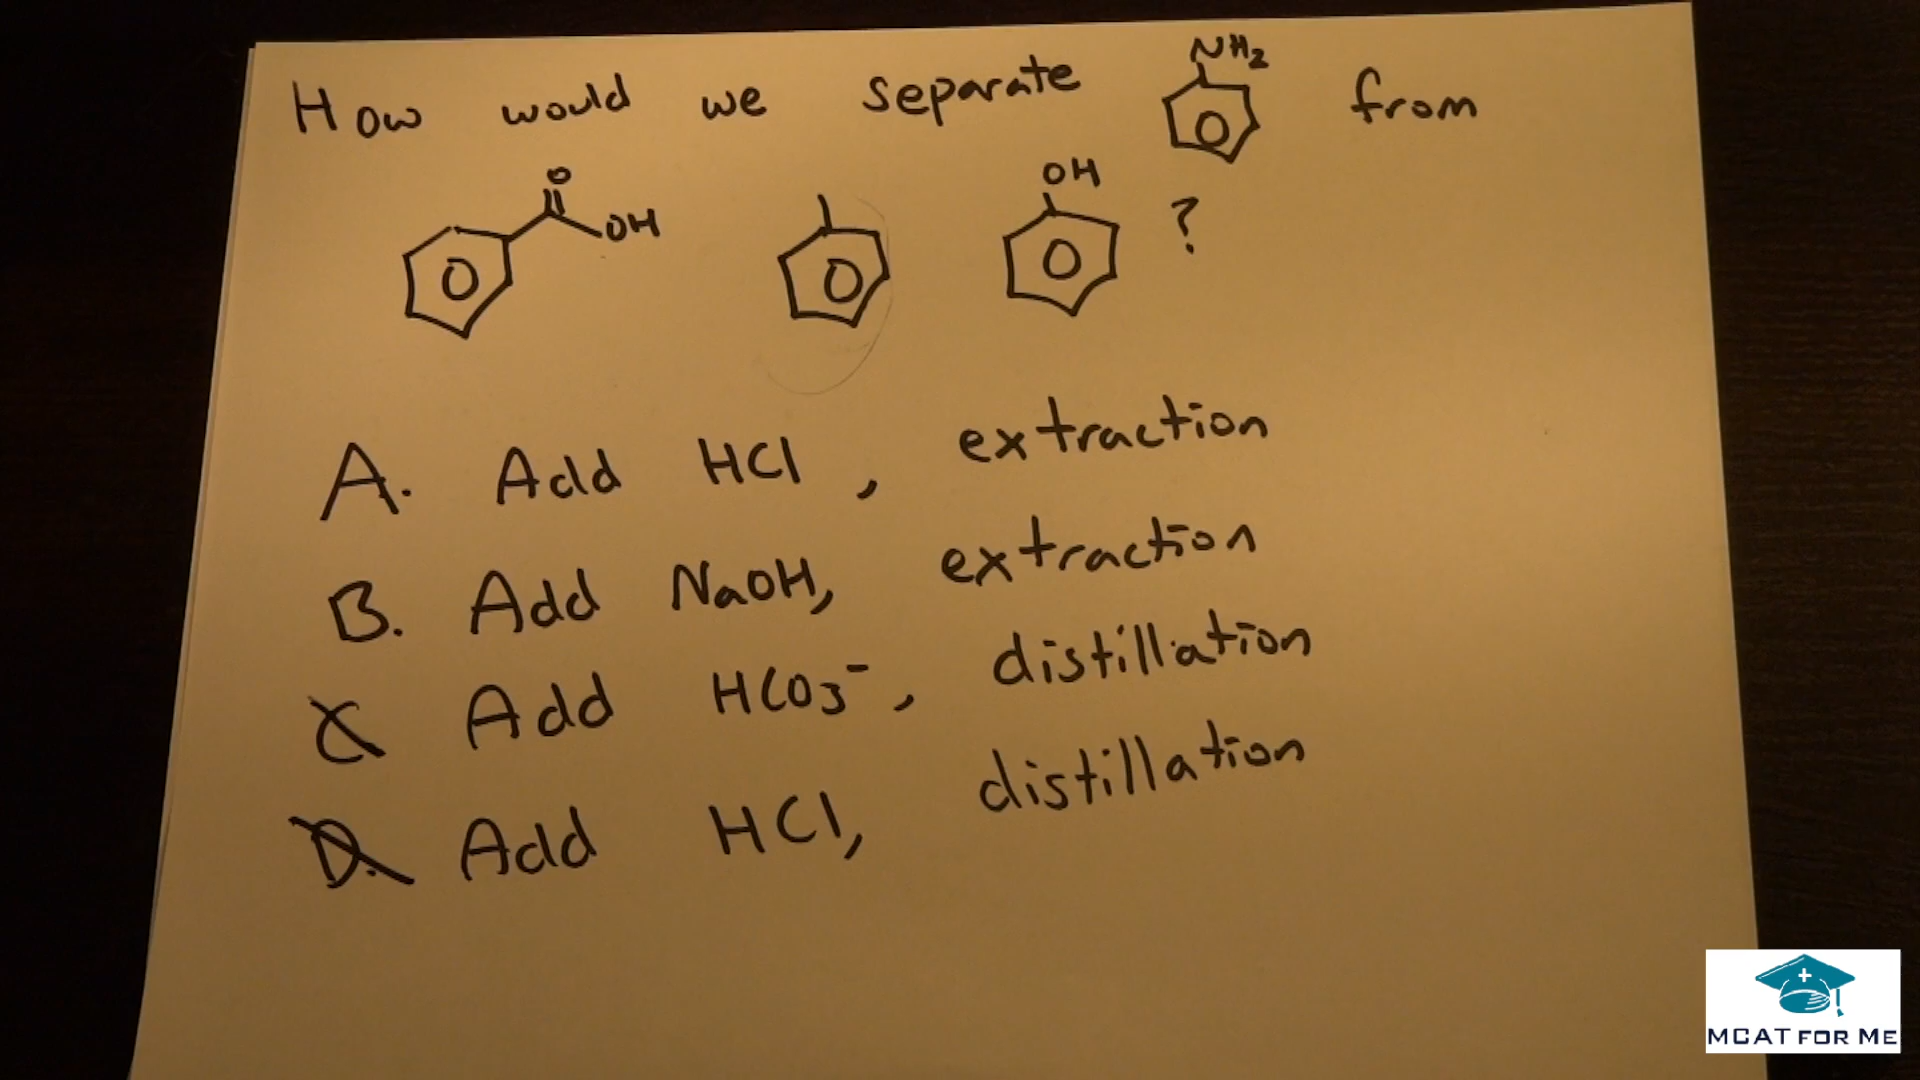 How would we separate NH2 from
O OH OH ?
A. Add HCl, extraction
B. Add NaOH, extraction
C Add HCO3-, distillation
D. Add HCl, distillation
MCAT FOR ME